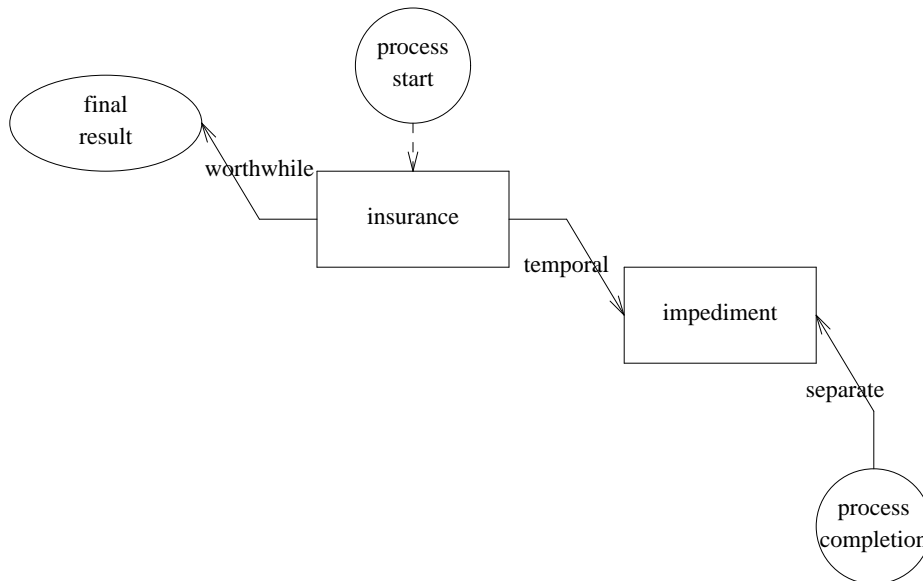 process
start
final
result
worthwhile
insurance
temporal
impediment
separate
process
completion